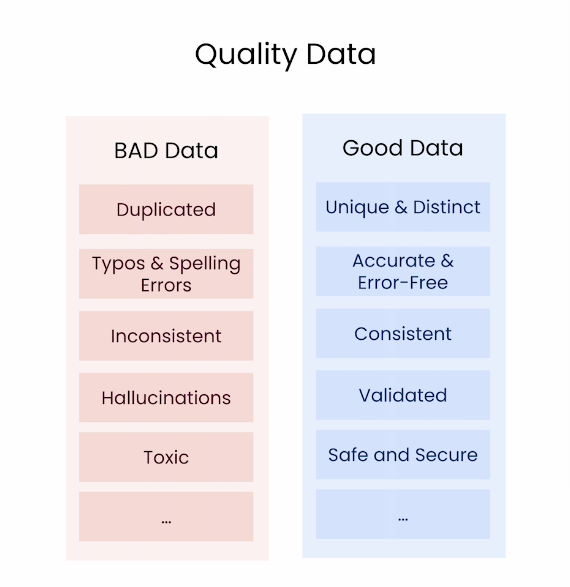 Quality Data
BAD Data
Duplicated
Typos & Spelling
Errors
Inconsistent
Hallucinations
Toxic
...
Good Data
Unique & Distinct
Accurate &
Error-Free
Consistent
Validated
Safe and Secure
...